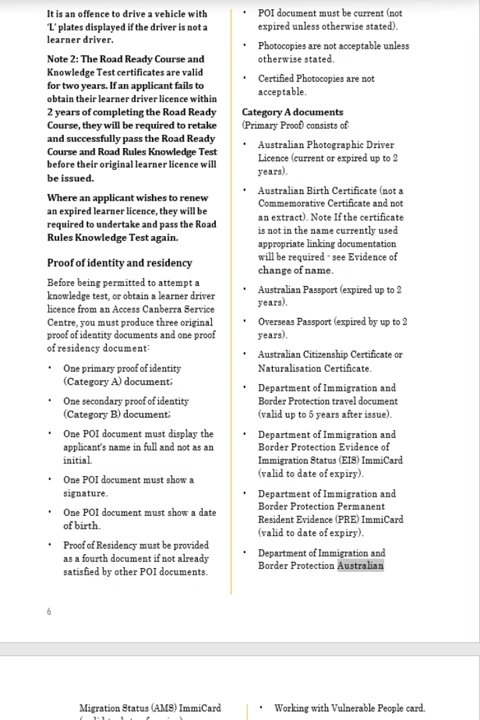 It is an offence to drive a vehicle with
'L' plates displayed if the driver is not a
learner driver.
Note 2: The Road Ready Course and
Knowledge Test certificates are valid
for two years. If an applicant fails to
obtain their learner driver licence within
2 years of completing the Road Ready
Course, they will be required to retake
and successfully pass the Road Ready
Course and Road Rules Knowledge Test
before their original learner licence will
be issued.
Where an applicant wishes to renew
an expired learner licence, they will be
required to undertake and pass the Road
Rules Knowledge Test again.
Proof of identity and residency
Before being permitted to attempt a
knowledge test, or obtain a learner driver
licence from an Access Canberra Service
Centre, you must produce three original
proof of identity documents and one proof
of residency document:
• One primary proof of identity
(Category A) document;
• One secondary proof of identity
(Category B) document;
• One POI document must display the
applicant's name in full and not as an
initial.
• One POI document must show a
signature.
• One POI document must show a date
of birth.
• Proof of Residency must be provided
as a fourth document if not already
satisfied by other POI documents.
6
• POI document must be current (not
expired unless otherwise stated).
• Photocopies are not acceptable unless
otherwise stated.
• Certified Photocopies are not
acceptable.
Category A documents
(Primary Proof) consists of:
• Australian Photographic Driver
Licence (current or expired up to 2
years).
• Australian Birth Certificate (not a
Commemorative Certificate and not
an extract). Note If the certificate
is not in the name currently used
appropriate linking documentation
will be required - see Evidence of
change of name.
• Australian Passport (expired up to 2
years).
• Overseas Passport (expired by up to 2
years).
• Australian Citizenship Certificate or
Naturalisation Certificate.
• Department of Immigration and
Border Protection travel document
(valid up to 5 years after issue).
• Department of Immigration and
Border Protection Evidence of
Immigration Status (EIS) ImmiCard
(valid to date of expiry).
• Department of Immigration and
Border Protection Permanent
Resident Evidence (PRE) ImmiCard
(valid to date of expiry).
• Department of Immigration and
Border Protection Australian
Migration Status (AMS) ImmiCard
• Working with Vulnerable People card.